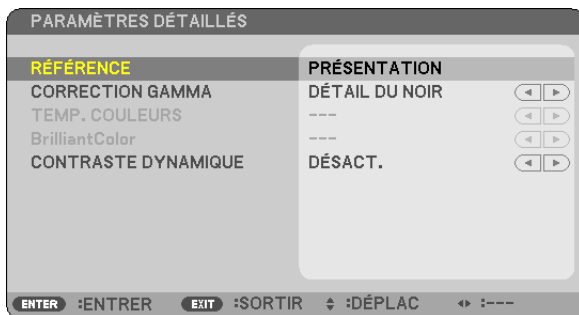 PARAMÈTRES DÉTAILLÉS
RÉFÉRENCE PRÉSENTATION
CORRECTION GAMMA DÉTAIL DU NOIR
TEMP. COULEURS ---
BrilliantColor ---
CONTRASTE DYNAMIQUE DÉSACT.
ENTER :ENTRER EXIT :SORTIR :DÉPLAC :---